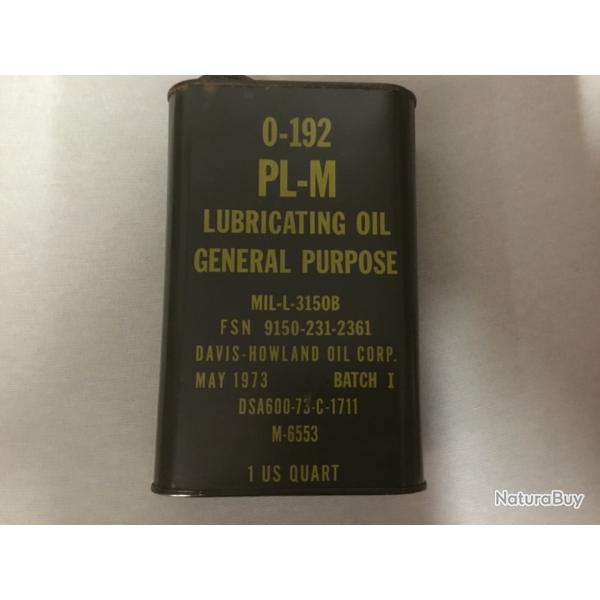 0-192
PL-M
LUBRICATING OIL
GENERAL PURPOSE
MIL-L-3150B
FSN 9150-231-2361
DAVIS-HOWLAND OIL CORP.
MAY 1973 BATCH I
DSA600-73-C-1711
M-6553
1 US QUART
NaturaBuy